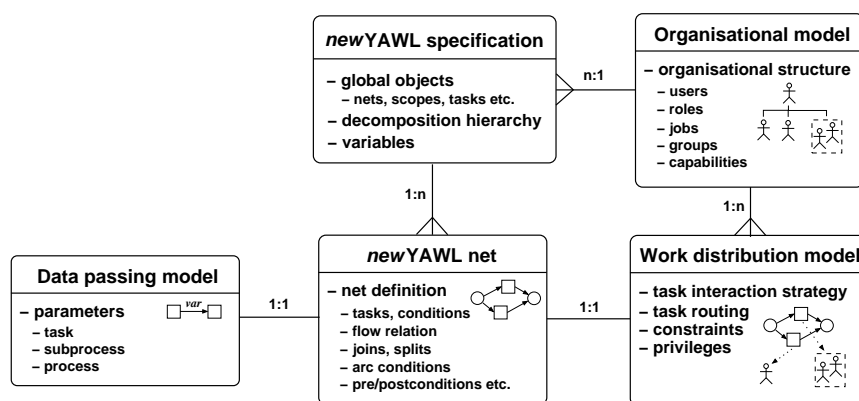 newYAWL specification
– global objects
– nets, scopes, tasks etc.
– decomposition hierarchy
– variables
n:1
Organisational model
– organisational structure
– users
– roles
– jobs
– groups
– capabilities
1:n
1:n
Data passing model
– parameters
– task
– subprocess
– process
var
1:1
newYAWL net
– net definition
– tasks, conditions
– flow relation
– joins, splits
– arc conditions
– pre/postconditions etc.
1:1
Work distribution model
– task interaction strategy
– task routing
– constraints
– privileges